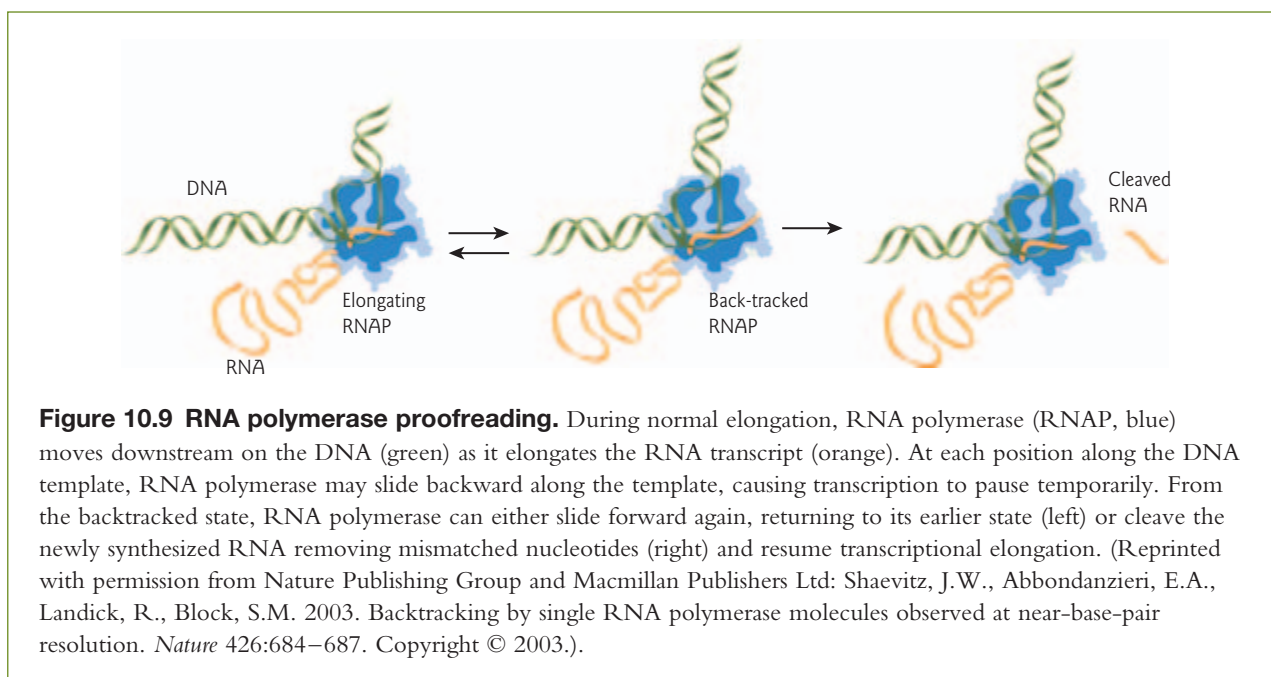 DNA
RNA
Elongating
RNAP
Back-tracked
RNAP
Cleaved
RNA
Figure 10.9 RNA polymerase proofreading. During normal elongation, RNA polymerase (RNAP, blue)
moves downstream on the DNA (green) as it elongates the RNA transcript (orange). At each position along the DNA
template, RNA polymerase may slide backward along the template, causing transcription to pause temporarily. From
the backtracked state, RNA polymerase can either slide forward again, returning to its earlier state (left) or cleave the
newly synthesized RNA removing mismatched nucleotides (right) and resume transcriptional elongation. (Reprinted
with permission from Nature Publishing Group and Macmillan Publishers Ltd: Shaevitz, J.W., Abbondanzieri, E.A.,
Landick, R., Block, S.M. 2003. Backtracking by single RNA polymerase molecules observed at near-base-pair
resolution. Nature 426:684–687. Copyright © 2003.).